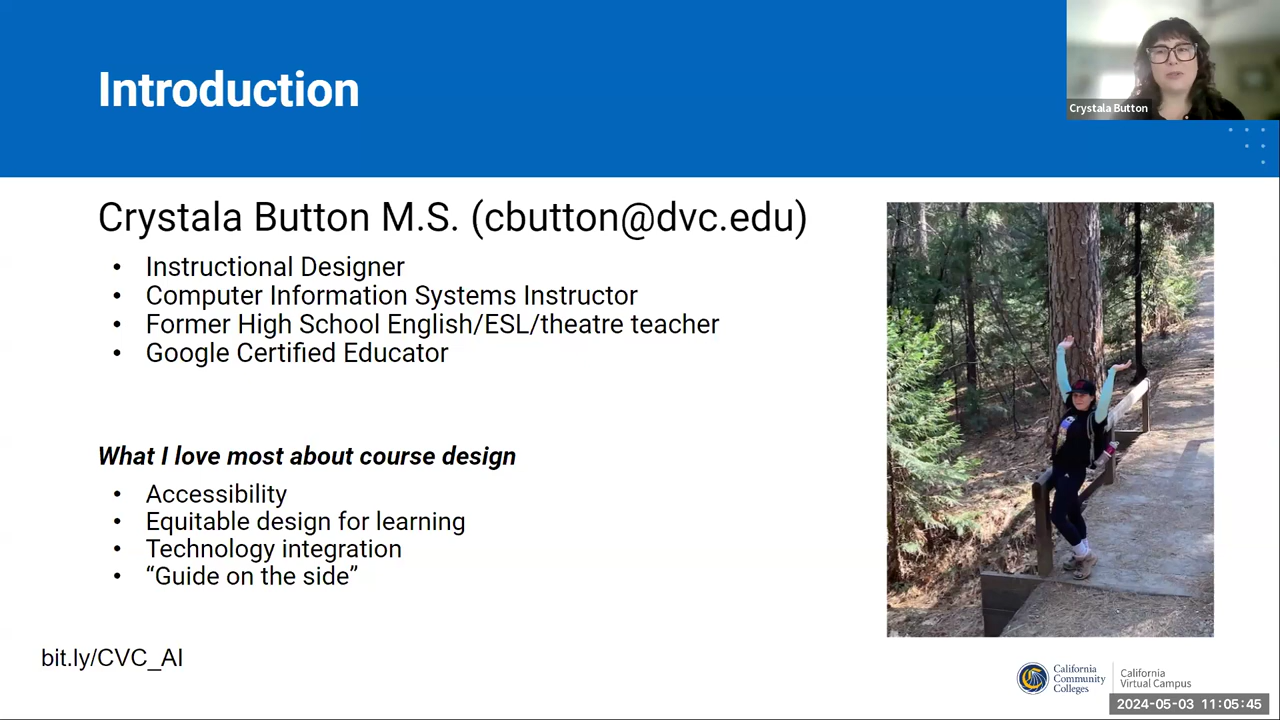 Introduction
Crystala Button
Crystala Button M.S. (cbutton@dvc.edu)
• Instructional Designer
• Computer Information Systems Instructor
• Former High School English/ESL/theatre teacher
• Google Certified Educator
What I love most about course design
• Accessibility
• Equitable design for learning
• Technology integration
• “Guide on the side”
bit.ly/CVC_AI
California
Community
Colleges
California
Virtual Campus
2024-05-03 11:05:45